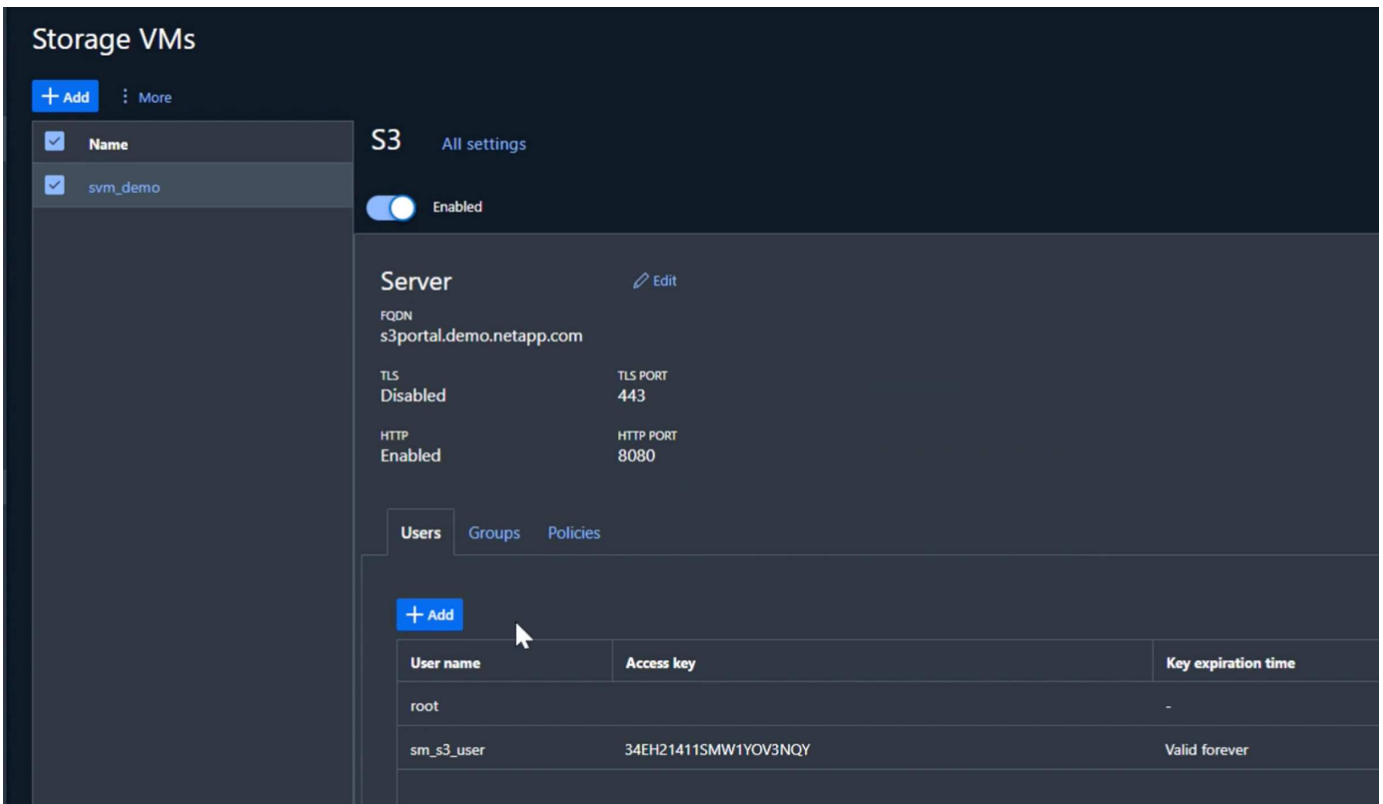 Storage VMs
+ Add ⋮ More
Name
S3 All settings
svm_demo
Enabled
Server Edit
FQDN
s3portal.demo.netapp.com
TLS TLS PORT
Disabled 443
HTTP HTTP PORT
Enabled 8080
Users Groups Policies
+ Add
User name Access key Key expiration time
root -
sm_s3_user 34EH21411SMW1YOV3NQY Valid forever